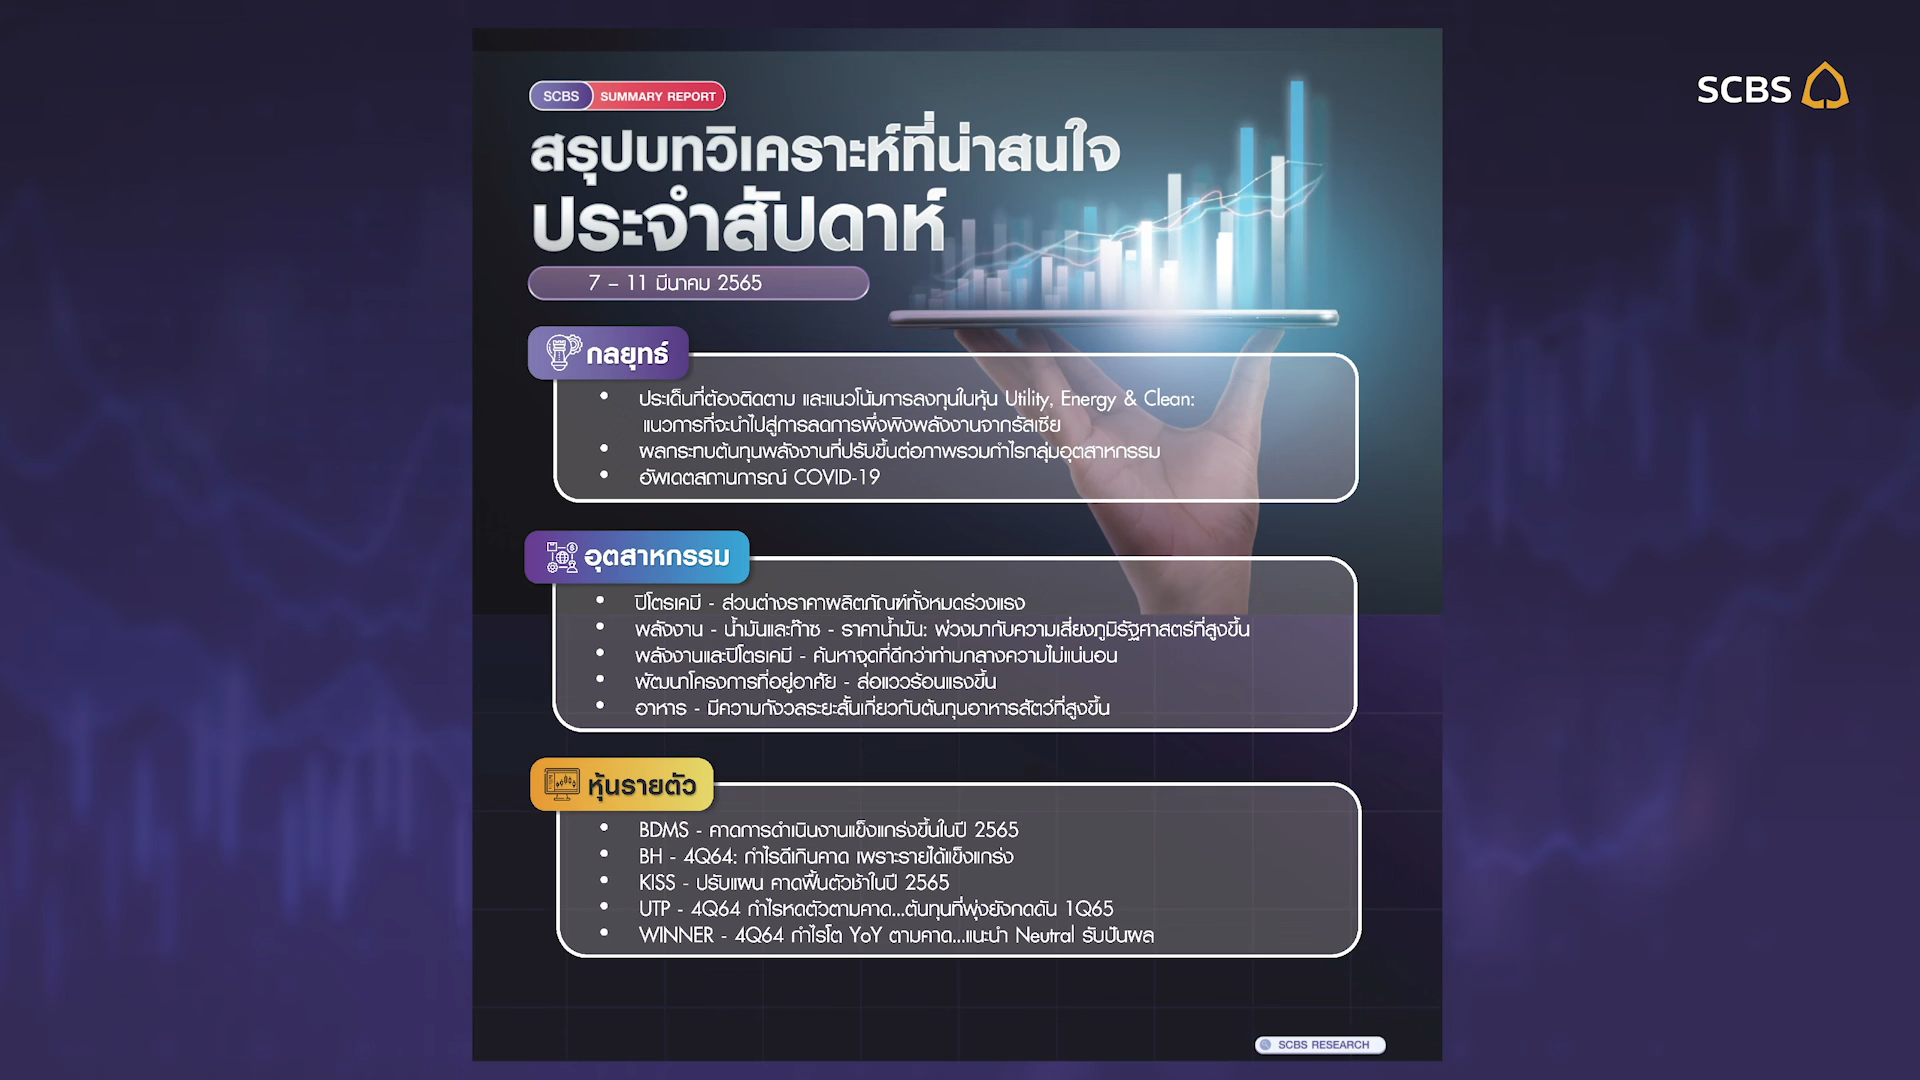 SCBS SUMMARY REPORT
SCBS
สรุปบทวิเคราะห์ที่น่าสนใจ
ประจำสัปดาห์
7 – 11 มีนาคม 2565
กลยุทธ์
• ประเด็นที่ต้องติดตาม และแนวโน้มการลงทุนในหุ้น Utility, Energy & Clean:
แนวการที่จะนำไปสู่การลดการพึ่งพิงพลังงานจากรัสเซีย
• ผลกระทบต้นทุนพลังงานที่ปรับขึ้นต่อภาพรวมกำไรกลุ่มอุตสาหกรรม
• อัพเดตสถานการณ์ COVID-19
อุตสาหกรรม
• ปิโตรเคมี - ส่วนต่างราคาผลิตภัณฑ์ทั้งหมดร่วงแรง
• พลังงาน - น้ำมันและก๊าซ - ราคาน้ำมัน: พ่วงมากับความเสี่ยงภูมิรัฐศาสตร์ที่สูงขึ้น
• พลังงานและปิโตรเคมี - ค้นหาจุดที่ดีกว่าท่ามกลางความไม่แน่นอน
• พัฒนาโครงการที่อยู่อาศัย - ส่อแววร้อนแรงขึ้น
• อาหาร - มีความกังวลระยะสั้นเกี่ยวกับต้นทุนอาหารสัตว์ที่สูงขึ้น
หุ้นรายตัว
• BDMS - คาดการดำเนินงานแข็งแกร่งขึ้นในปี 2565
• BH - 4Q64: กำไรดีเกินคาด เพราะรายได้แข็งแกร่ง
• KISS - ปรับแผน คาดฟื้นตัวช้าในปี 2565
• UTP - 4Q64 กำไรหดตัวตามคาด...ต้นทุนที่พุ่งยังกดดัน 1Q65
• WINNER - 4Q64 กำไรโต YoY ตามคาด...แนะนำ Neutral รับปันผล
SCBS RESEARCH